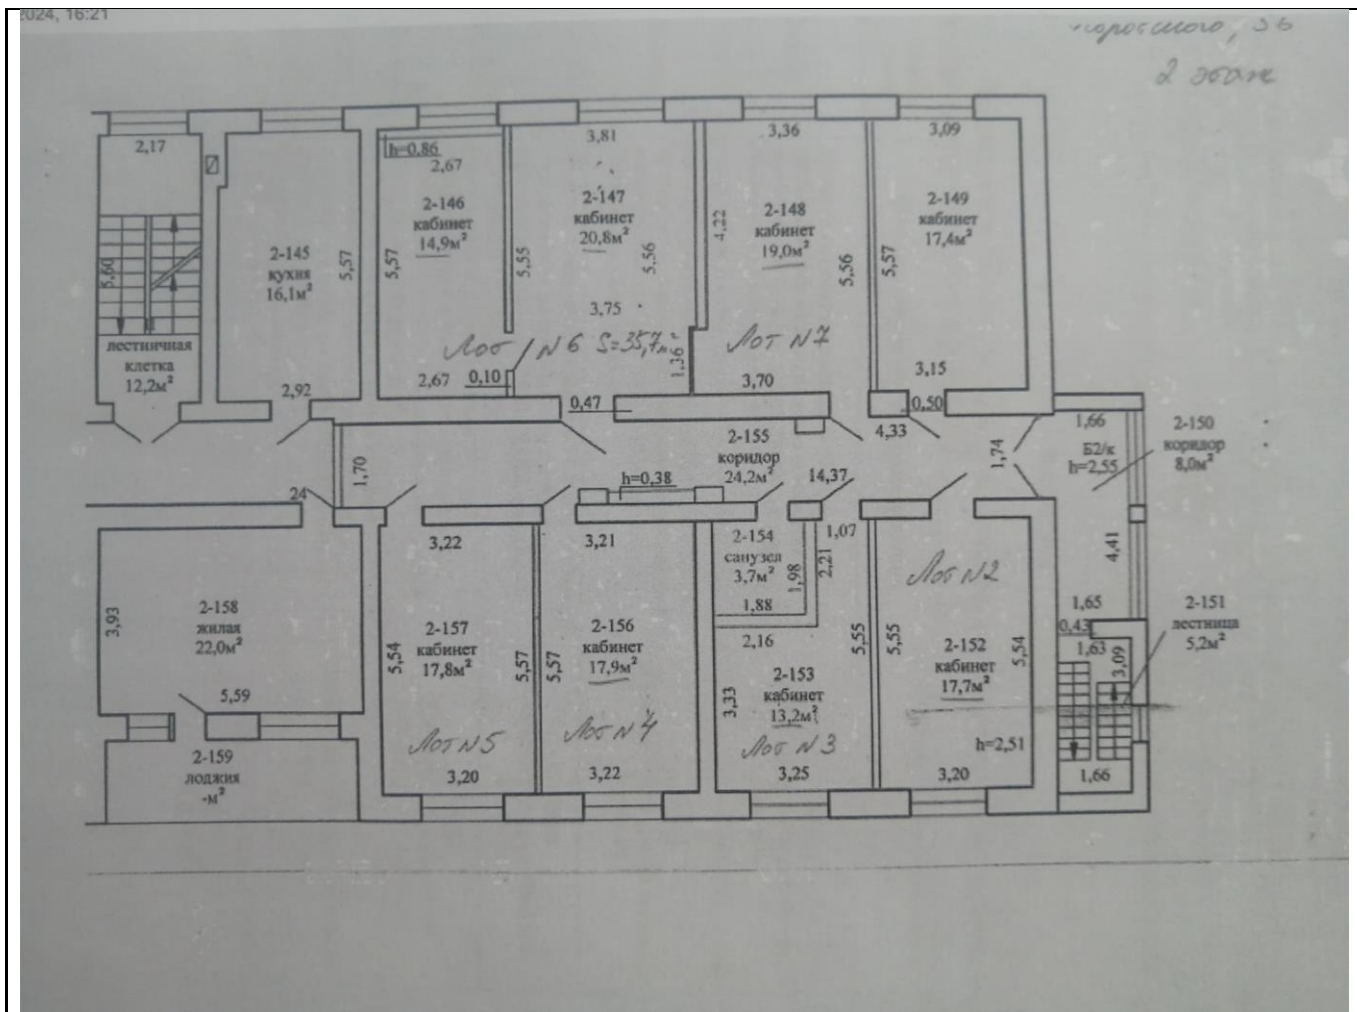 2024, 16:21
2 этаж
2,17
5,60
лестничная
клетка
12,2м²
2-145
кухня
16,1м²
5,57
2,92
h=0,86
2,67
2-146
кабинет
14,9м²
5,57
2,67
0,10
3,81
2-147
кабинет
20,8м²
5,55
5,56
3,75
Лот N6 S=35,7м²
1,36
0,47
3,36
2-148
кабинет
19,0м²
4,22
5,56
Лот N7
3,70
3,09
2-149
кабинет
17,4м²
5,57
3,15
0,50
4,33
1,70
24
2-155
коридор
24,2м²
h=0,38
14,37
1,74
1,66
Б2/к
h=2,55
2-150
коридор
8,0м²
4,41
1,65
0,43
1,63
3,09
2-151
лестница
5,2м²
1,66
3,93
2-158
жилая
22,0м²
5,59
2-159
лоджия
-м²
3,22
2-157
кабинет
17,8м²
5,54
5,57
Лот N5
3,20
3,21
2-156
кабинет
17,9м²
5,57
Лот N4
3,22
2-154
санузел
3,7м²
1,98
2,21
1,07
1,88
2,16
2-153
кабинет
13,2м²
3,33
5,55
Лот N3
3,25
Лот N2
2-152
кабинет
17,7м²
5,55
5,54
h=2,51
3,20